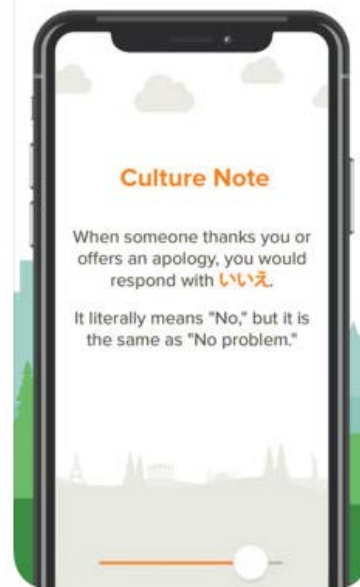 Culture Note
When someone thanks you or
offers an apology, you would
respond with いいえ.
It literally means "No," but it is
the same as "No problem."